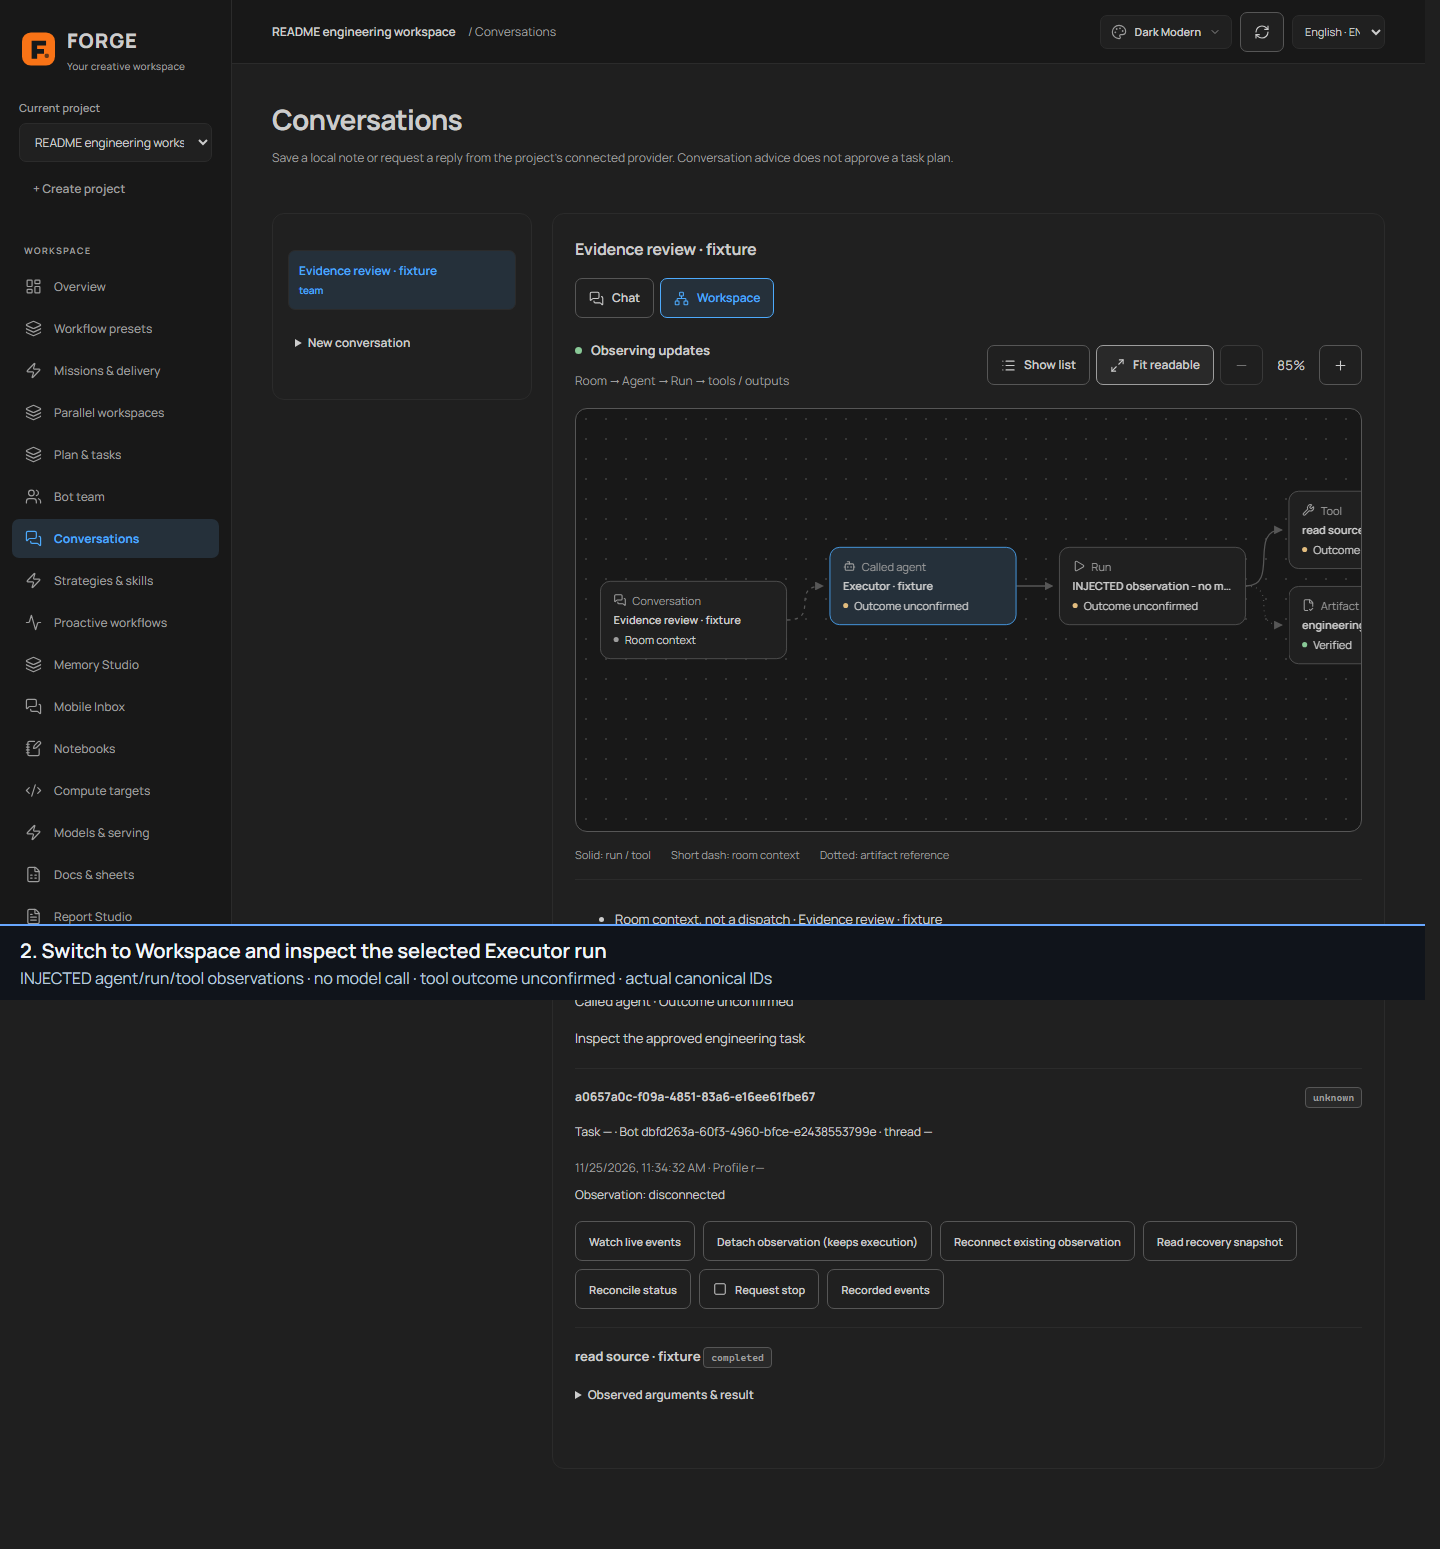 FORGE
Your creative workspace
Current project
README engineering works
+ Create project
WORKSPACE
Overview
Workflow presets
Missions & delivery
Parallel workspaces
Plan & tasks
Bot team
Conversations
Strategies & skills
Proactive workflows
Memory Studio
Mobile Inbox
Notebooks
Compute targets
Models & serving
Docs & sheets
Report Studio
README engineering workspace / Conversations
Dark Modern
English · EN
Conversations
Save a local note or request a reply from the project's connected provider. Conversation advice does not approve a task plan.
Evidence review · fixture
team
New conversation
Evidence review · fixture
Chat
Workspace
Observing updates
Room → Agent → Run → tools / outputs
Show list
Fit readable
85%
Conversation
Evidence review · fixture
Room context
Called agent
Executor · fixture
Outcome unconfirmed
Run
INJECTED observation - no m...
Outcome unconfirmed
Tool
read source
Outcome
Artifact
engineering
Verified
Solid: run / tool
Short dash: room context
Dotted: artifact reference
Room context, not a dispatch · Evidence review · fixture
2. Switch to Workspace and inspect the selected Executor run
INJECTED agent/run/tool observations · no model call · tool outcome unconfirmed · actual canonical IDs
Called agent · Outcome unconfirmed
Inspect the approved engineering task
a0657a0c-f09a-4851-83a6-e16ee61fbe67
unknown
Task — · Bot dbfd263a-60f3-4960-bfce-e2438553799e · thread —
11/25/2026, 11:34:32 AM · Profile r—
Observation: disconnected
Watch live events
Detach observation (keeps execution)
Reconnect existing observation
Read recovery snapshot
Reconcile status
Request stop
Recorded events
read source · fixture completed
Observed arguments & result